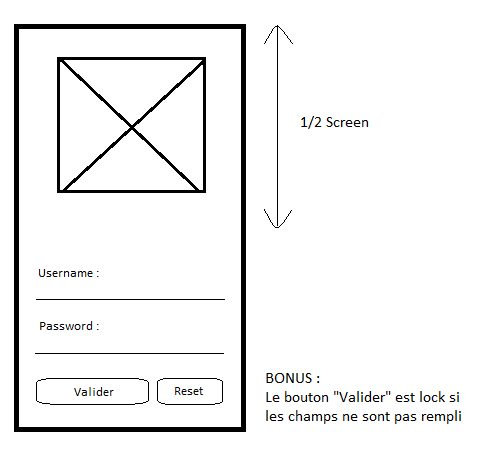 1/2 Screen
Username :
Password :
Valider
Reset
BONUS :
Le bouton "Valider" est lock si
les champs ne sont pas rempli